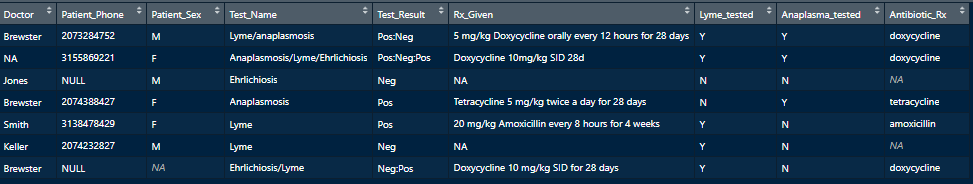 Doctor Patient_Phone Patient_Sex Test_Name Test_Result Rx_Given Lyme_tested Anaplasma_tested Antibiotic_Rx
Brewster 2073284752 M Lyme/anaplasmosis Pos:Neg 5 mg/kg Doxycycline orally every 12 hours for 28 days Y Y doxycycline
NA 3155869221 F Anaplasmosis/Lyme/Ehrlichiosis Pos:Neg:Pos Doxycycline 10mg/kg SID 28d Y Y doxycycline
Jones NULL M Ehrlichiosis Neg NA N N NA
Brewster 2074388427 F Anaplasmosis Pos Tetracycline 5 mg/kg twice a day for 28 days N Y tetracycline
Smith 3138478429 F Lyme Pos 20 mg/kg Amoxicillin every 8 hours for 4 weeks Y N amoxicillin
Keller 2074232827 M Lyme Neg NA Y N NA
Brewster NULL NA Ehrlichiosis/Lyme Neg:Pos Doxycycline 10 mg/kg SID for 28 days Y N doxycycline